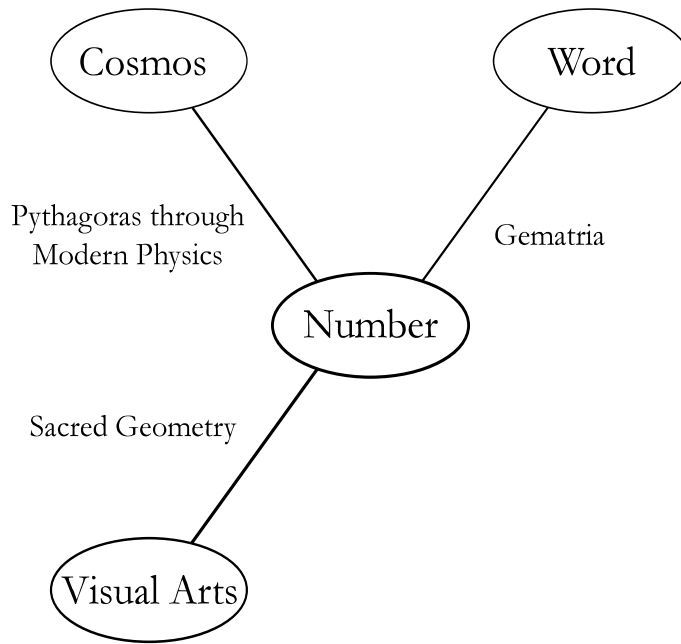 Cosmos
Word
Pythagoras through
Modern Physics
Gematria
Number
Sacred Geometry
Visual Arts